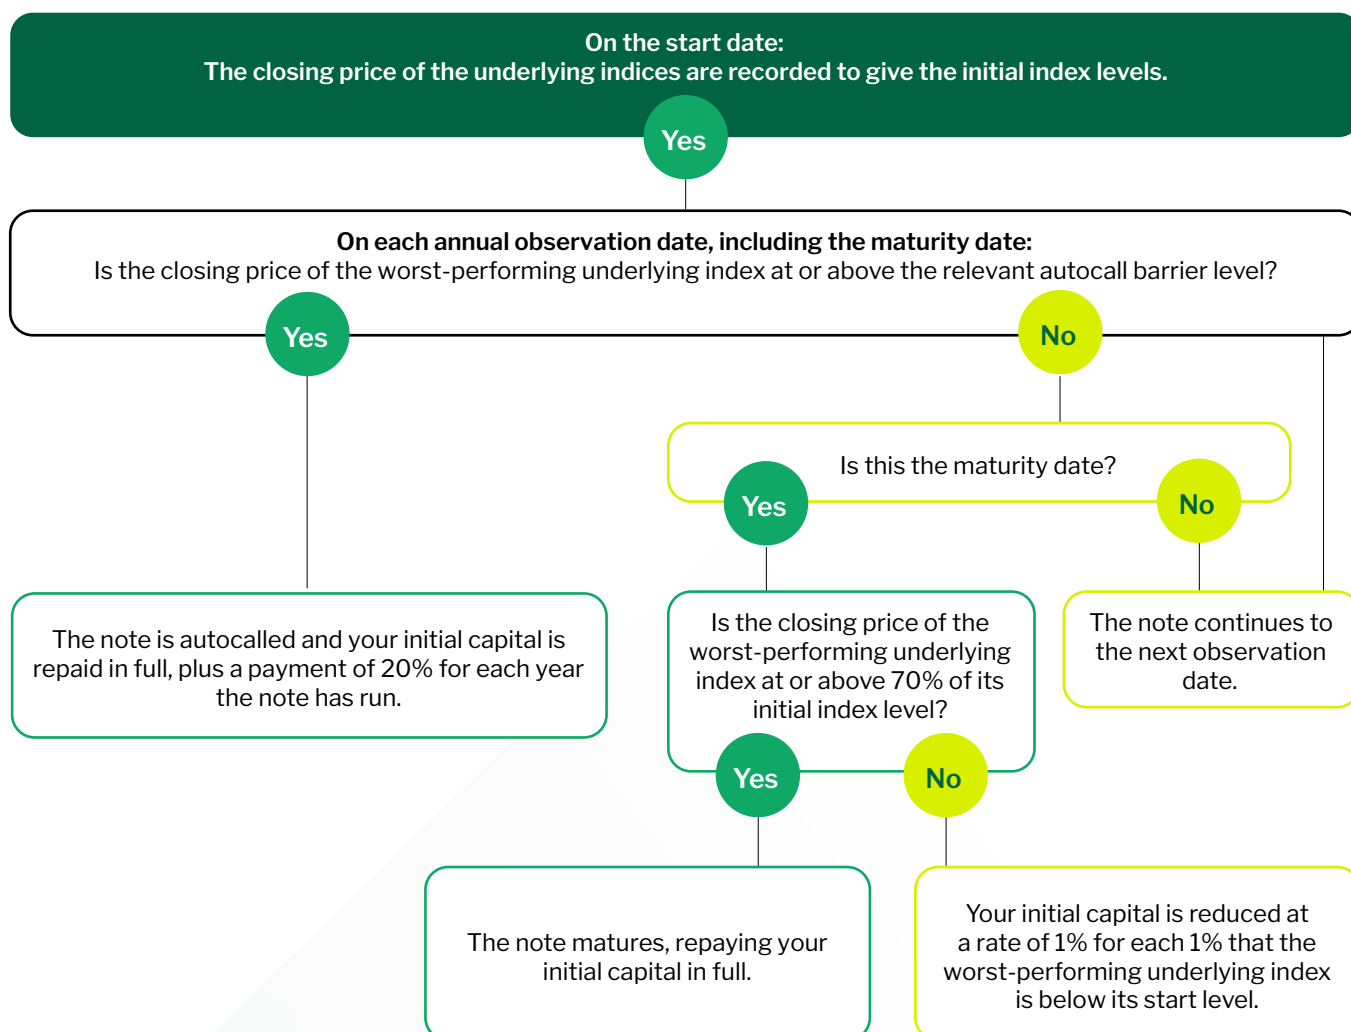 On the start date:
The closing price of the underlying indices are recorded to give the initial index levels.
Yes
On each annual observation date, including the maturity date:
Is the closing price of the worst-performing underlying index at or above the relevant autocall barrier level?
Yes
No
Is this the maturity date?
Yes
No
The note is autocalled and your initial capital is
repaid in full, plus a payment of 20% for each year
the note has run.
Is the closing price of the
worst-performing underlying
index at or above 70% of its
initial index level?
The note continues to
the next observation
date.
Yes
No
The note matures, repaying your
initial capital in full.
Your initial capital is reduced at
a rate of 1% for each 1% that the
worst-performing underlying index
is below its start level.